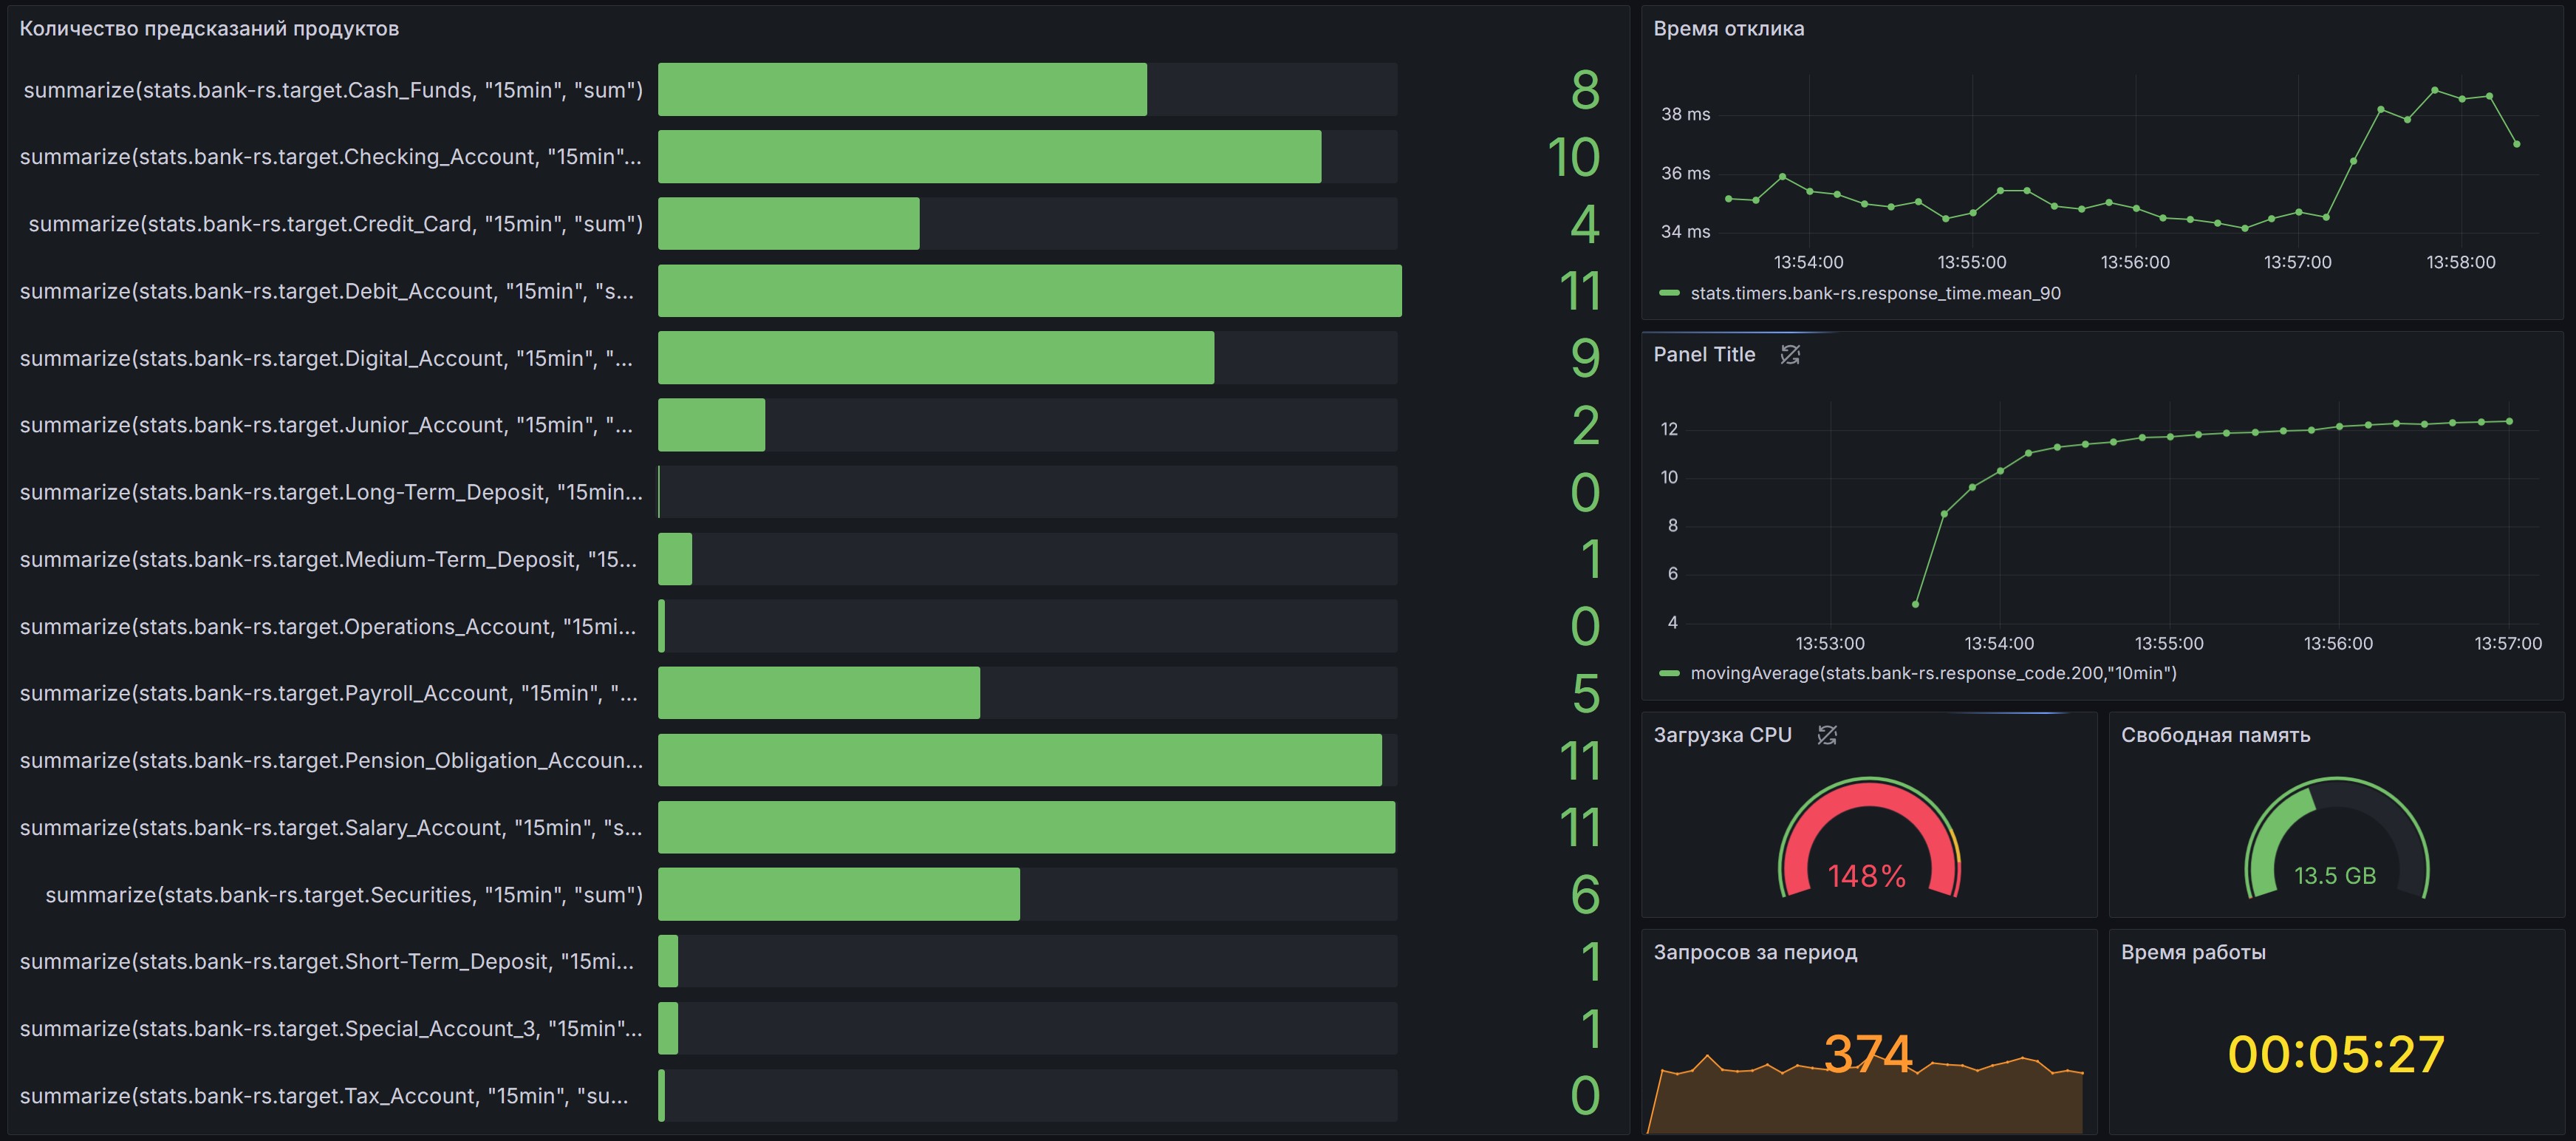 Количество предсказаний продуктов
summarize(stats.bank-rs.target.Cash_Funds, "15min", "sum") 8
summarize(stats.bank-rs.target.Checking_Account, "15min"... 10
summarize(stats.bank-rs.target.Credit_Card, "15min", "sum") 4
summarize(stats.bank-rs.target.Debit_Account, "15min", "s... 11
summarize(stats.bank-rs.target.Digital_Account, "15min", "... 9
summarize(stats.bank-rs.target.Junior_Account, "15min", "... 2
summarize(stats.bank-rs.target.Long-Term_Deposit, "15min... 0
summarize(stats.bank-rs.target.Medium-Term_Deposit, "15... 1
summarize(stats.bank-rs.target.Operations_Account, "15mi... 0
summarize(stats.bank-rs.target.Payroll_Account, "15min", "... 5
summarize(stats.bank-rs.target.Pension_Obligation_Accoun... 11
summarize(stats.bank-rs.target.Salary_Account, "15min", "s... 11
summarize(stats.bank-rs.target.Securities, "15min", "sum") 6
summarize(stats.bank-rs.target.Short-Term_Deposit, "15mi... 1
summarize(stats.bank-rs.target.Special_Account_3, "15min"... 1
summarize(stats.bank-rs.target.Tax_Account, "15min", "su... 0
Время отклика
38 ms
36 ms
34 ms
13:54:00 13:55:00 13:56:00 13:57:00 13:58:00
stats.timers.bank-rs.response_time.mean_90
Panel Title
12
10
8
6
4
13:53:00 13:54:00 13:55:00 13:56:00 13:57:00
movingAverage(stats.bank-rs.response_code.200,"10min")
Загрузка CPU
148%
Свободная память
13.5 GB
Запросов за период
374
Время работы
00:05:27